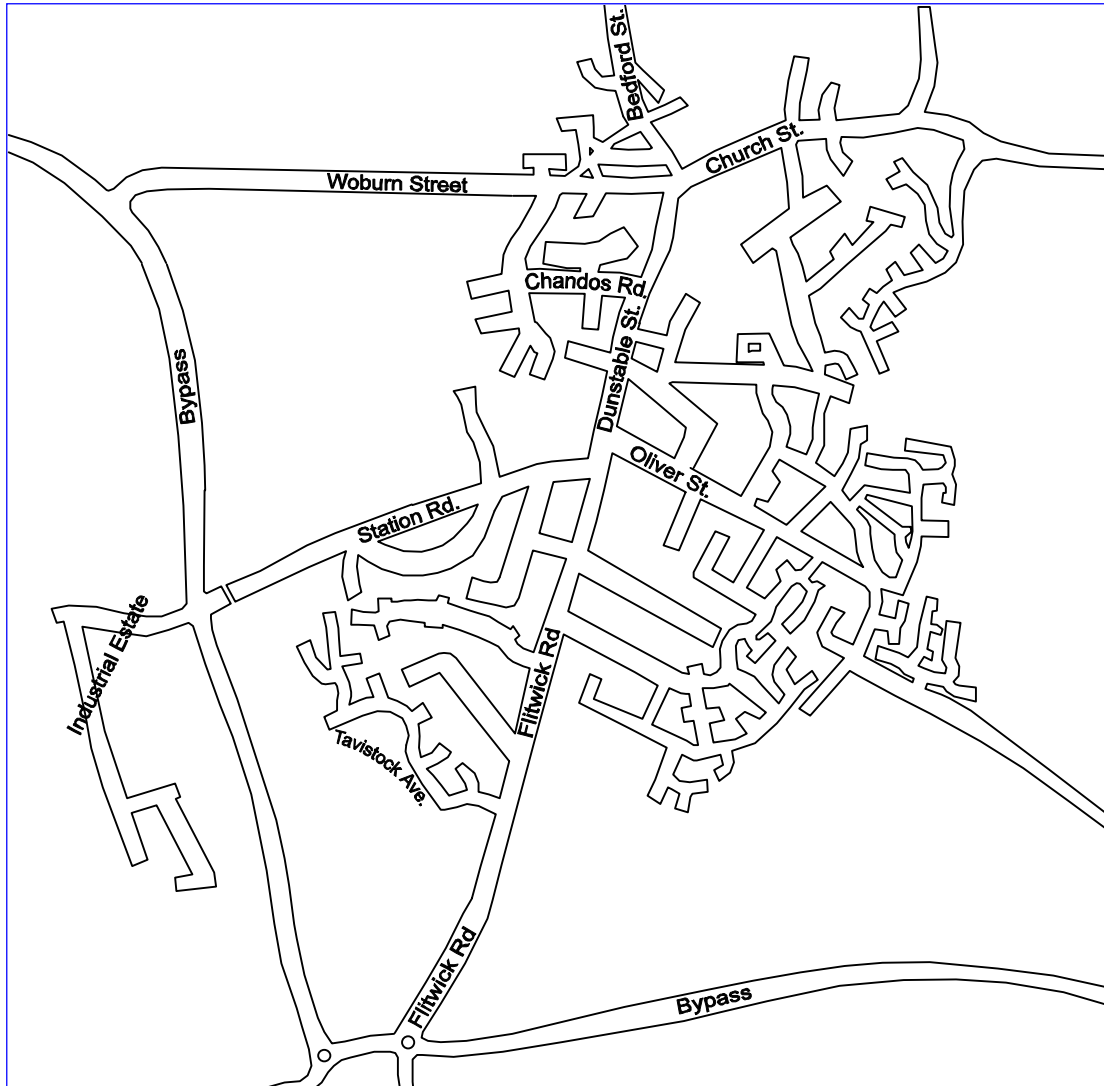 Bedford St.
Church St.
Woburn Street
Chandos Rd.
Dunstable St.
Bypass
Oliver St.
Station Rd.
Industrial Estate
Flitwick Rd
Tavistock Ave.
Flitwick Rd
Bypass